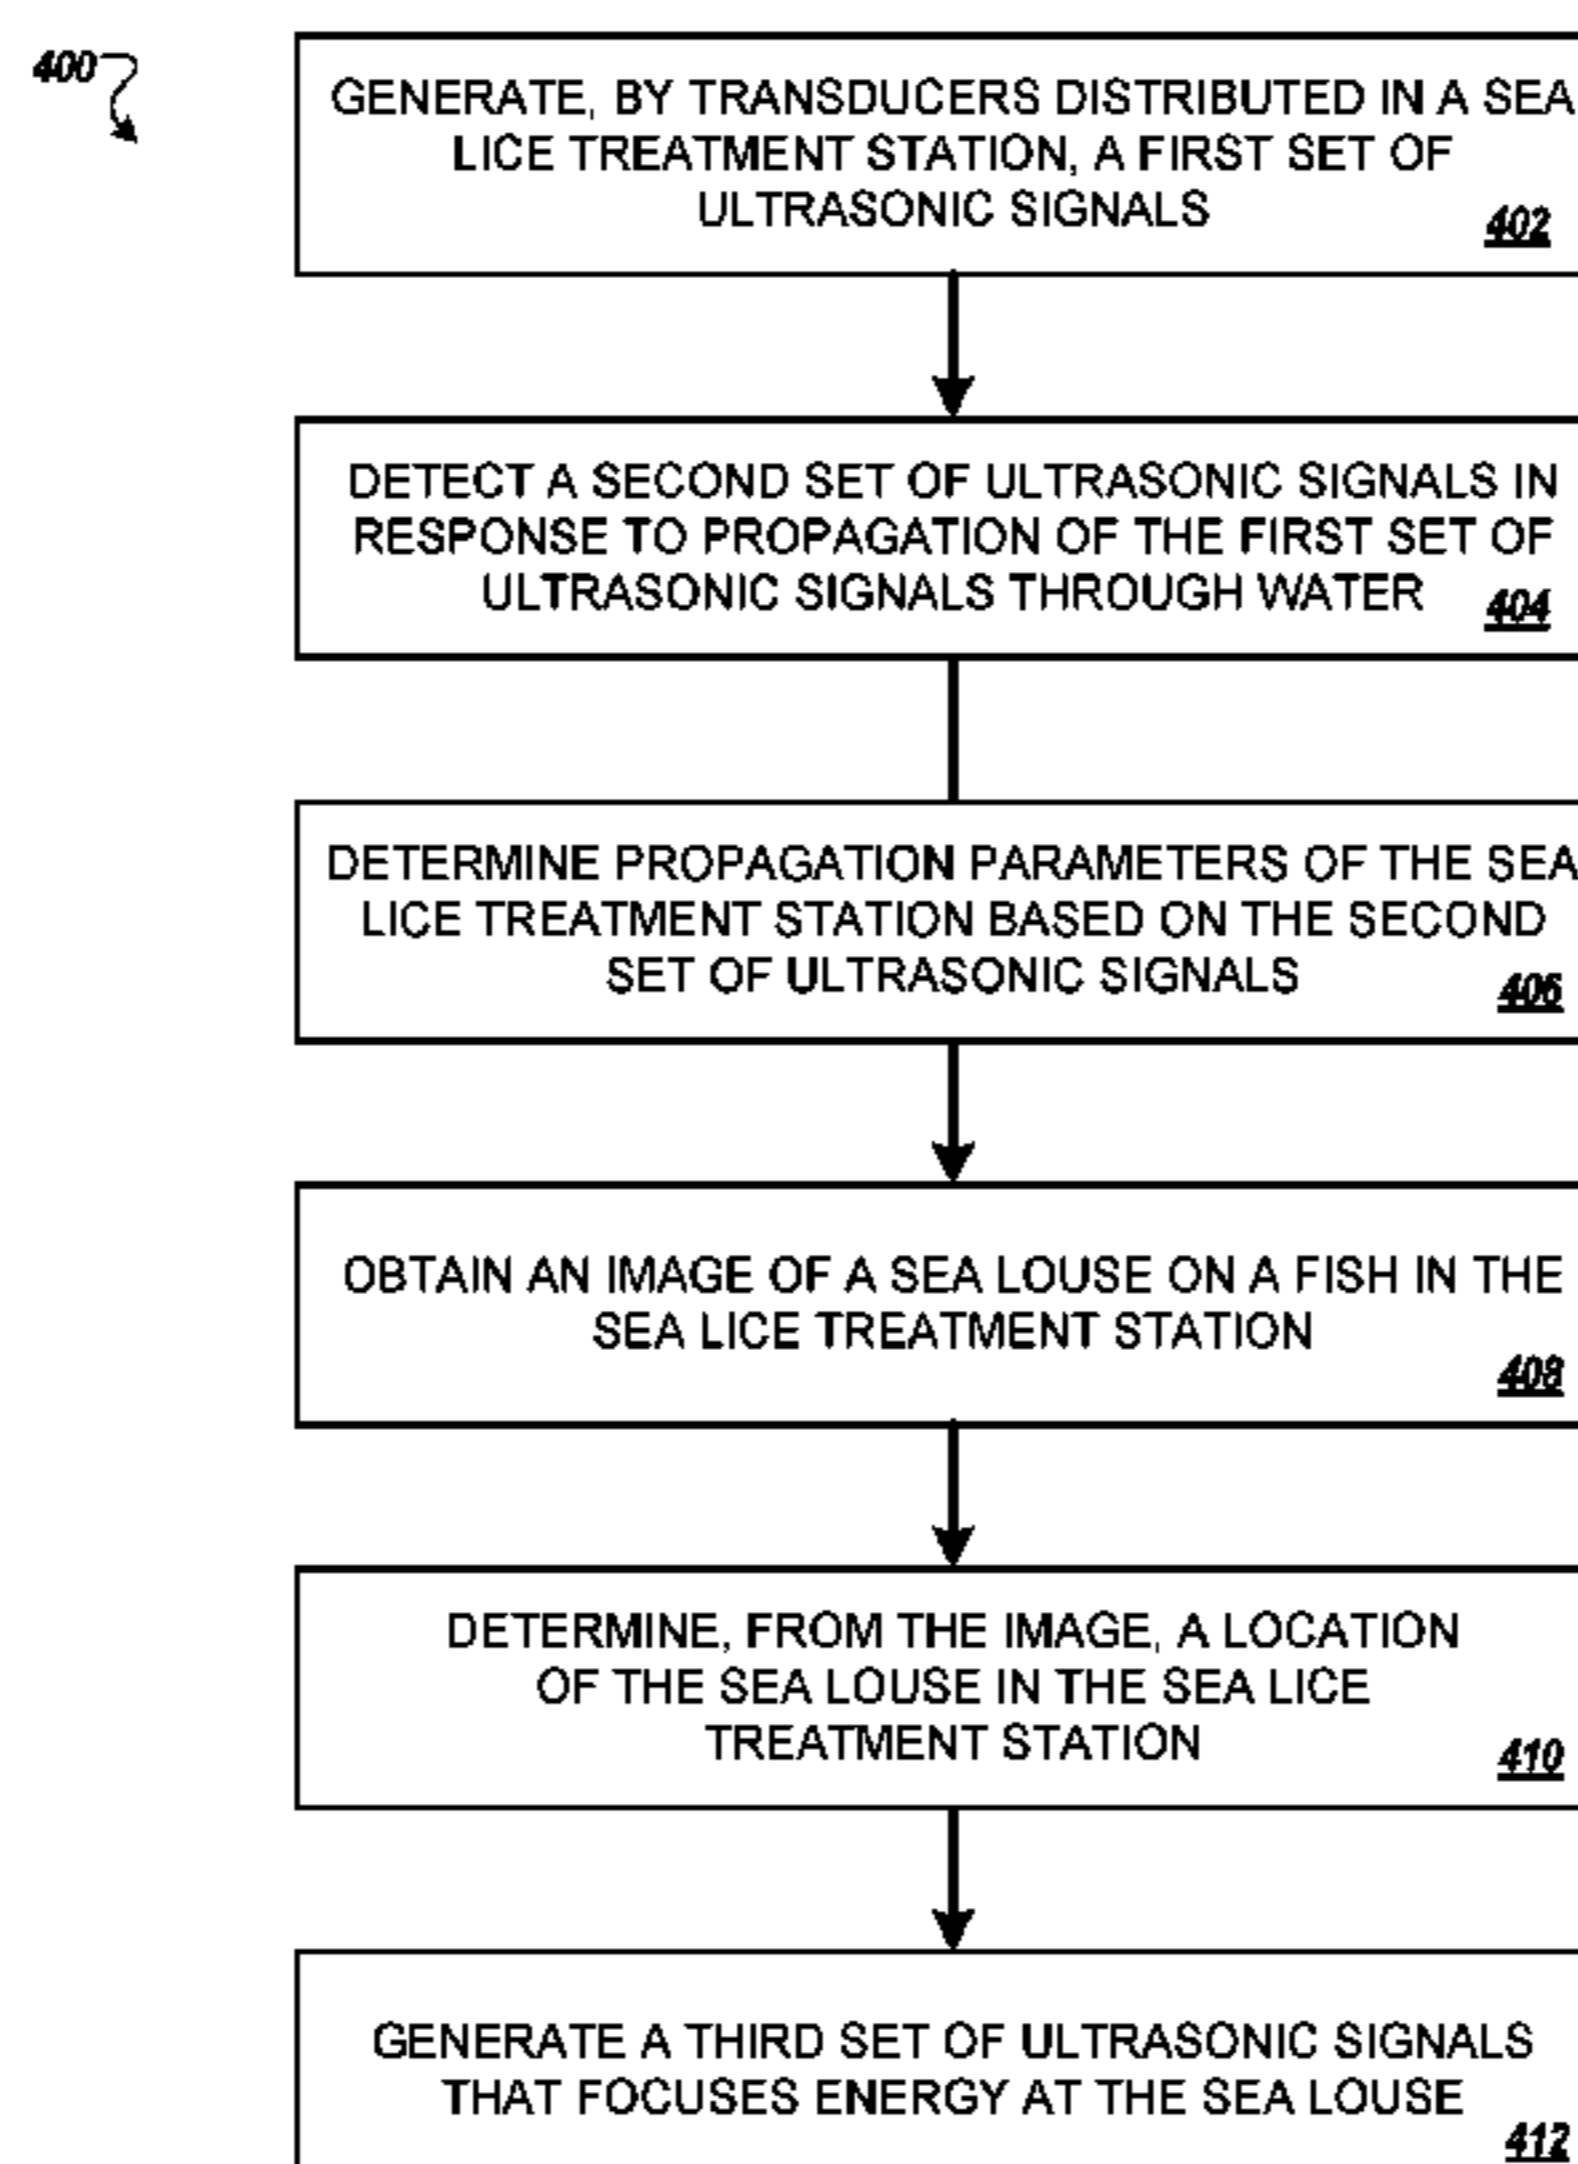 400
GENERATE, BY TRANSDUCERS DISTRIBUTED IN A SEA
LICE TREATMENT STATION, A FIRST SET OF
ULTRASONIC SIGNALS
402
DETECT A SECOND SET OF ULTRASONIC SIGNALS IN
RESPONSE TO PROPAGATION OF THE FIRST SET OF
ULTRASONIC SIGNALS THROUGH WATER
404
DETERMINE PROPAGATION PARAMETERS OF THE SEA
LICE TREATMENT STATION BASED ON THE SECOND
SET OF ULTRASONIC SIGNALS
406
OBTAIN AN IMAGE OF A SEA LOUSE ON A FISH IN THE
SEA LICE TREATMENT STATION
408
DETERMINE, FROM THE IMAGE, A LOCATION
OF THE SEA LOUSE IN THE SEA LICE
TREATMENT STATION
410
GENERATE A THIRD SET OF ULTRASONIC SIGNALS
THAT FOCUSES ENERGY AT THE SEA LOUSE
412